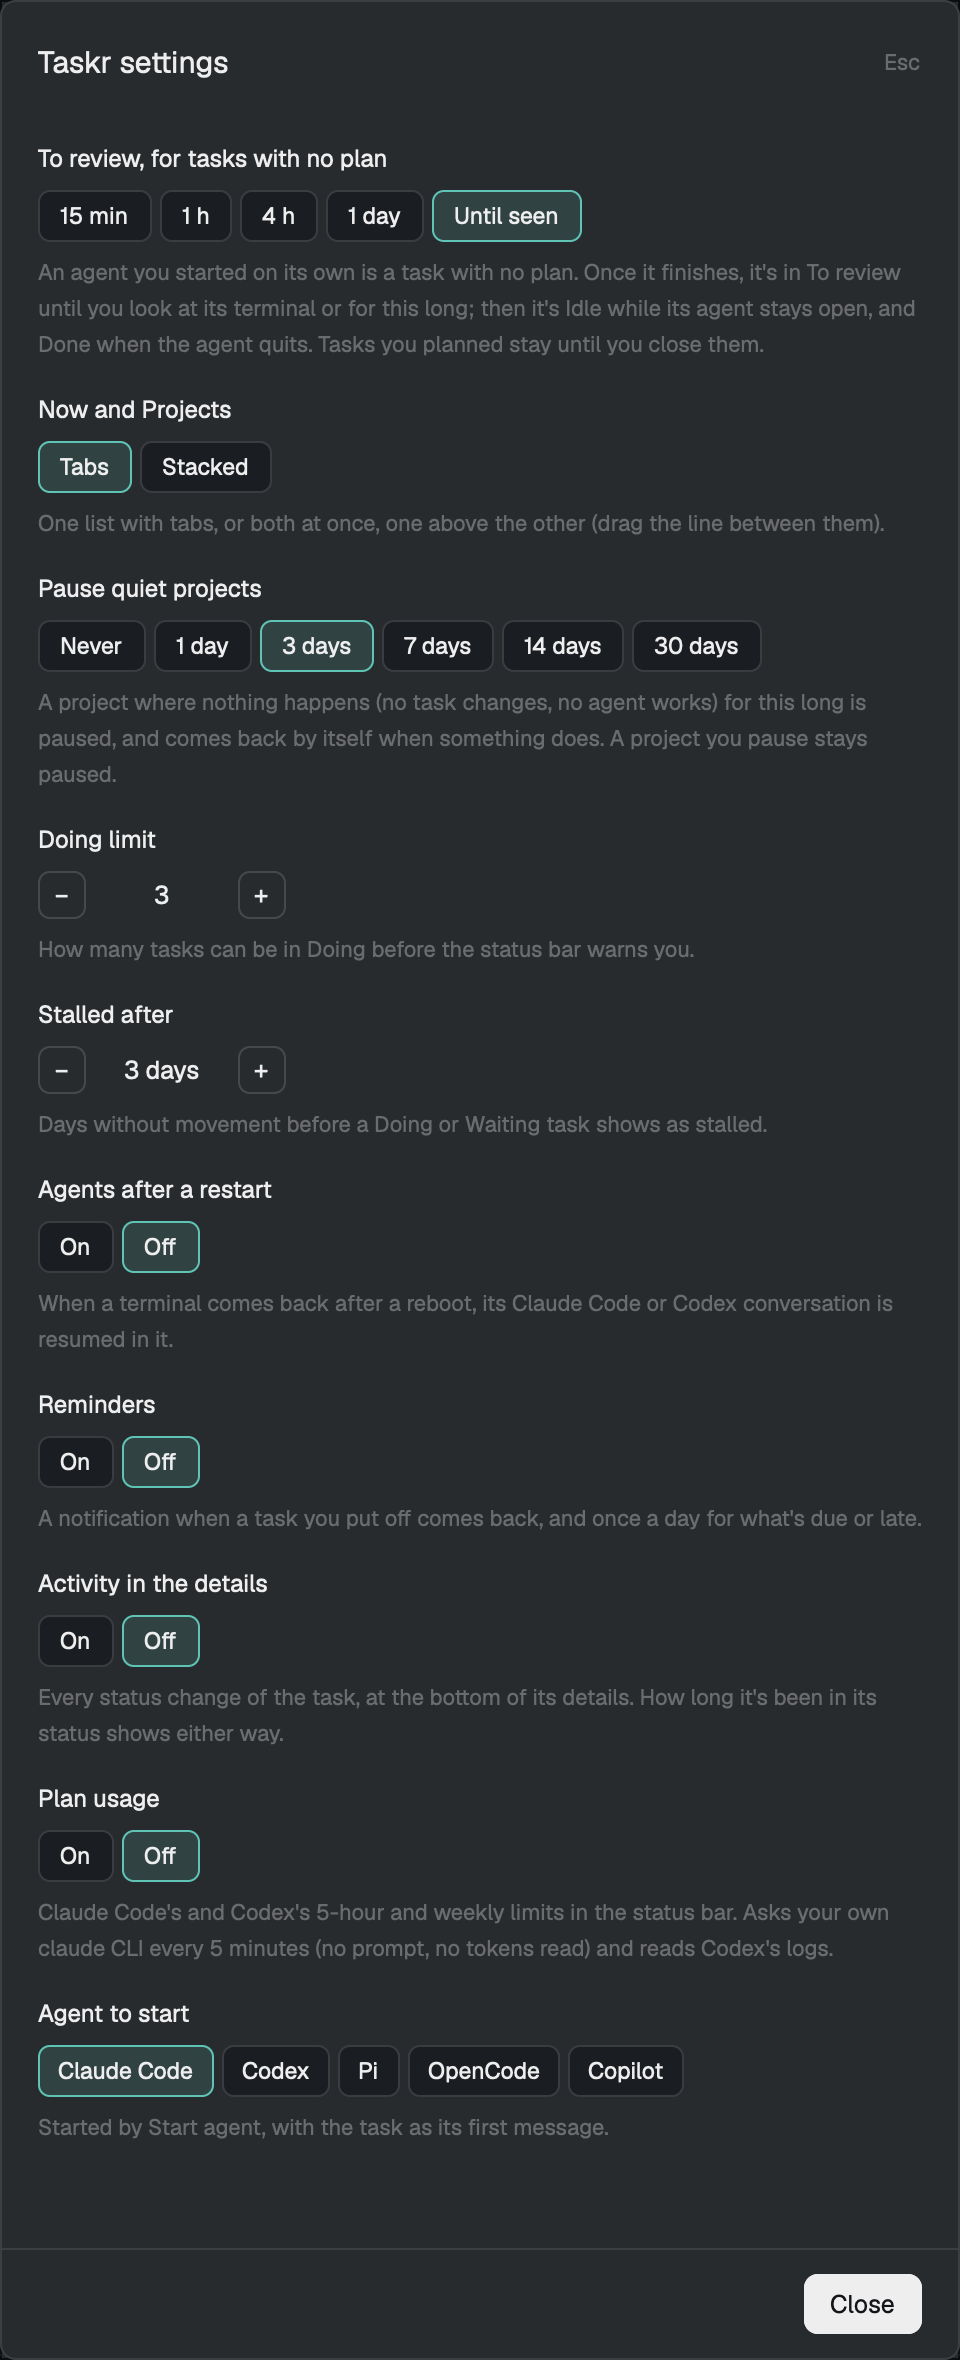 Taskr settings
Esc
To review, for tasks with no plan
15 min
1 h
4 h
1 day
Until seen
An agent you started on its own is a task with no plan. Once it finishes, it's in To review
until you look at its terminal or for this long; then it's Idle while its agent stays open, and
Done when the agent quits. Tasks you planned stay until you close them.
Now and Projects
Tabs
Stacked
One list with tabs, or both at once, one above the other (drag the line between them).
Pause quiet projects
Never
1 day
3 days
7 days
14 days
30 days
A project where nothing happens (no task changes, no agent works) for this long is
paused, and comes back by itself when something does. A project you pause stays
paused.
Doing limit
− 3 +
How many tasks can be in Doing before the status bar warns you.
Stalled after
− 3 days +
Days without movement before a Doing or Waiting task shows as stalled.
Agents after a restart
On
Off
When a terminal comes back after a reboot, its Claude Code or Codex conversation is
resumed in it.
Reminders
On
Off
A notification when a task you put off comes back, and once a day for what's due or late.
Activity in the details
On
Off
Every status change of the task, at the bottom of its details. How long it's been in its
status shows either way.
Plan usage
On
Off
Claude Code's and Codex's 5-hour and weekly limits in the status bar. Asks your own
claude CLI every 5 minutes (no prompt, no tokens read) and reads Codex's logs.
Agent to start
Claude Code
Codex
Pi
OpenCode
Copilot
Started by Start agent, with the task as its first message.
Close